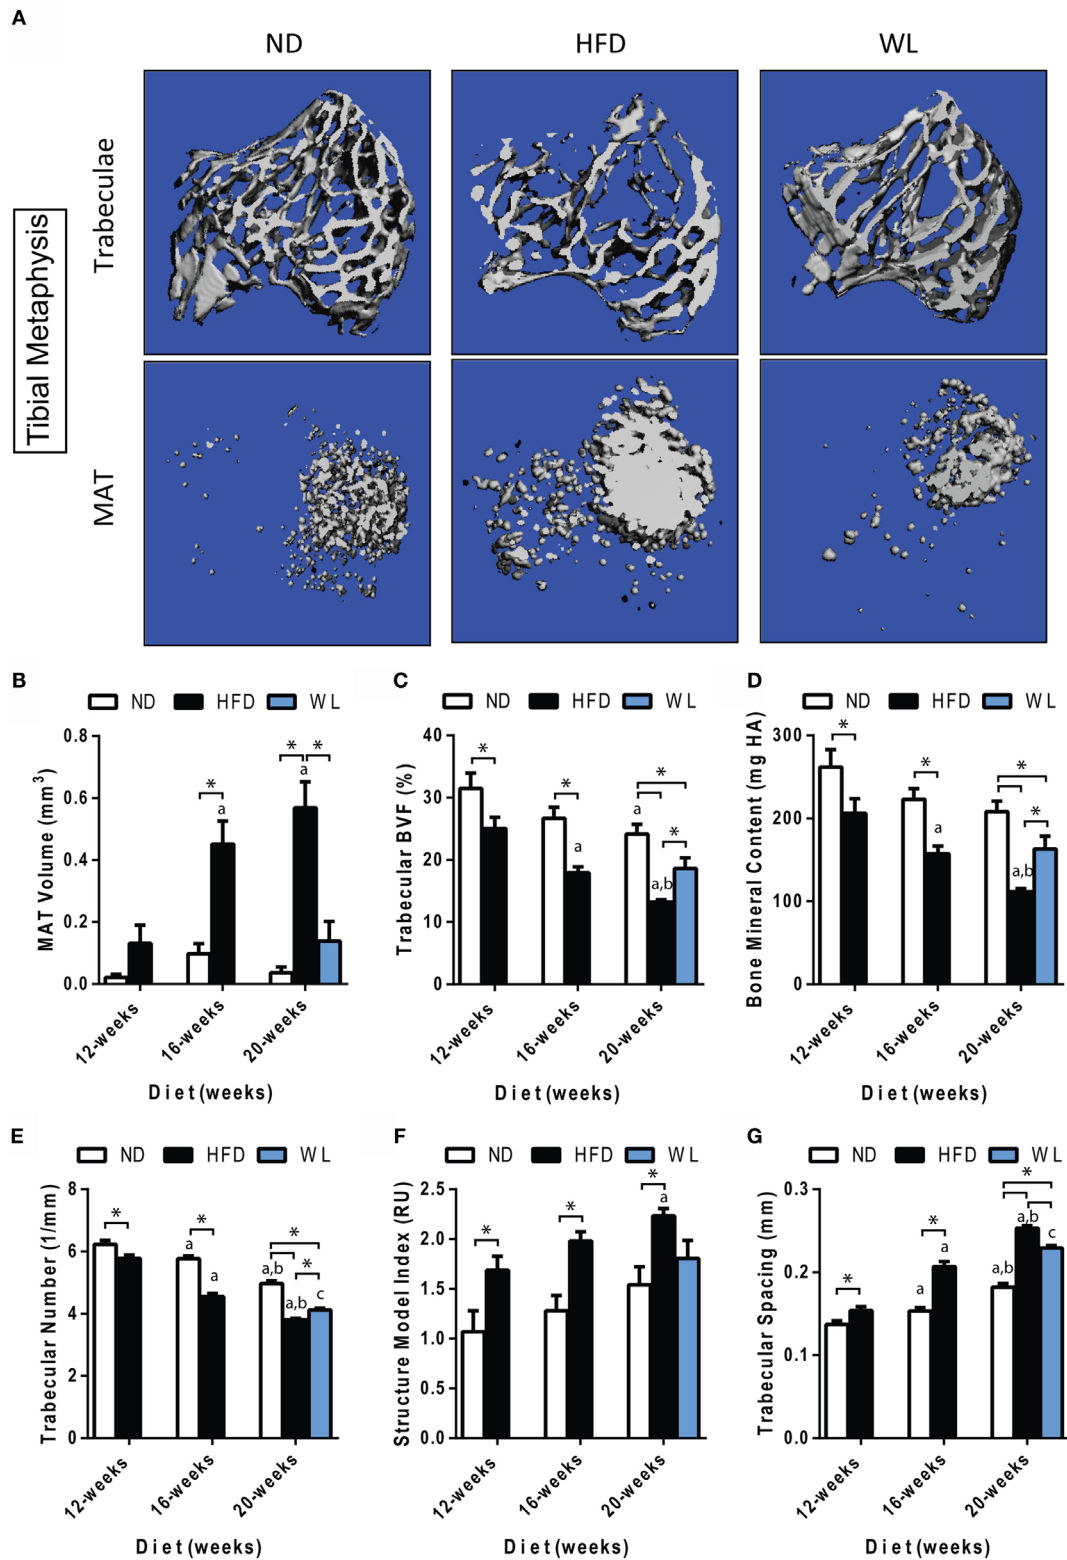 A
ND HFD WL
Tibial Metaphysis
Trabeculae
MAT
B
ND HFD WL
MAT Volume (mm3)
0.8
0.6
0.4
0.2
0.0
* * *
a a
12-weeks 16-weeks 20-weeks
Diet(weeks)
C
ND HFD WL
Trabecular BVF (%)
40
30
20
10
0
* * * *
a a a,b
12-weeks 16-weeks 20-weeks
Diet(weeks)
D
ND HFD WL
Bone Mineral Content (mg HA)
300
200
100
0
* * * *
a a,b
12-weeks 16-weeks 20-weeks
Diet(weeks)
E
ND HFD WL
Trabecular Number (1/mm)
8
6
4
2
0
* * * *
a a a,b a,b c
12-weeks 16-weeks 20-weeks
Diet(weeks)
F
ND HFD WL
Structure Model Index (RU)
2.5
2.0
1.5
1.0
0.5
0.0
* * *
a
12-weeks 16-weeks 20-weeks
Diet(weeks)
G
ND HFD WL
Trabecular Spacing (mm)
0.3
0.2
0.1
0.0
* * *
a a a,b a,b c
12-weeks 16-weeks 20-weeks
Diet(weeks)